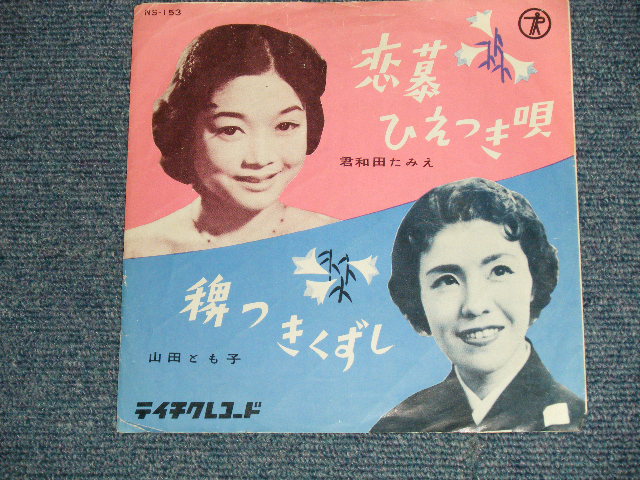 NS-153
恋慕
ひえつき唄
君和田たみえ
稗つきくずし
山田とも子
テイチクレコード